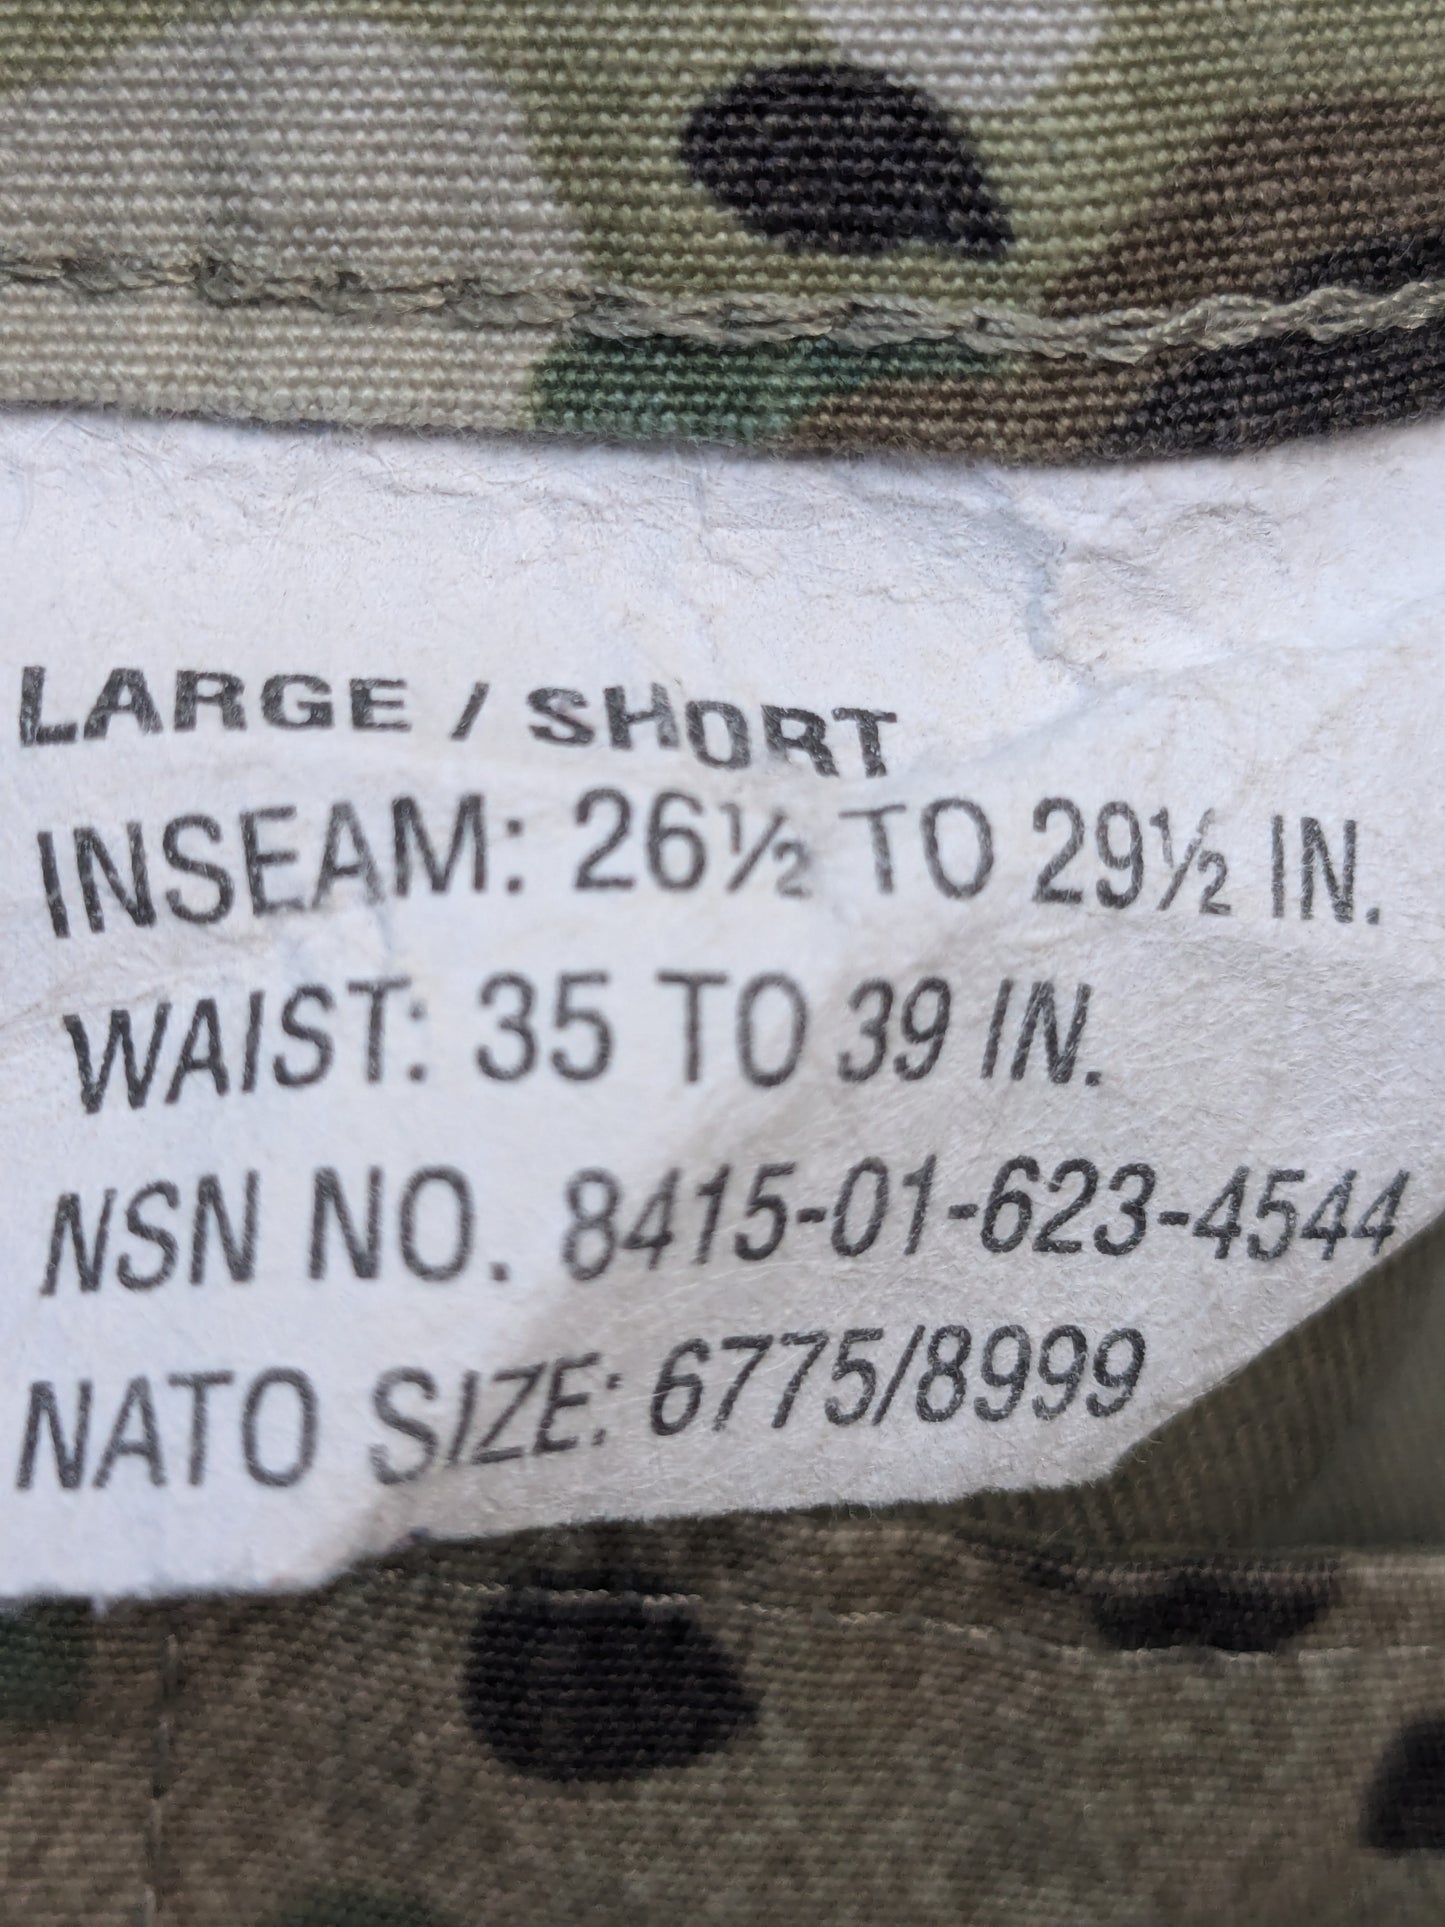 LARGE / SHORT
INSEAM: 26½ TO 29½ IN.
WAIST: 35 TO 39 IN.
NSN NO. 8415-01-623-4544
NATO SIZE: 6775/8999